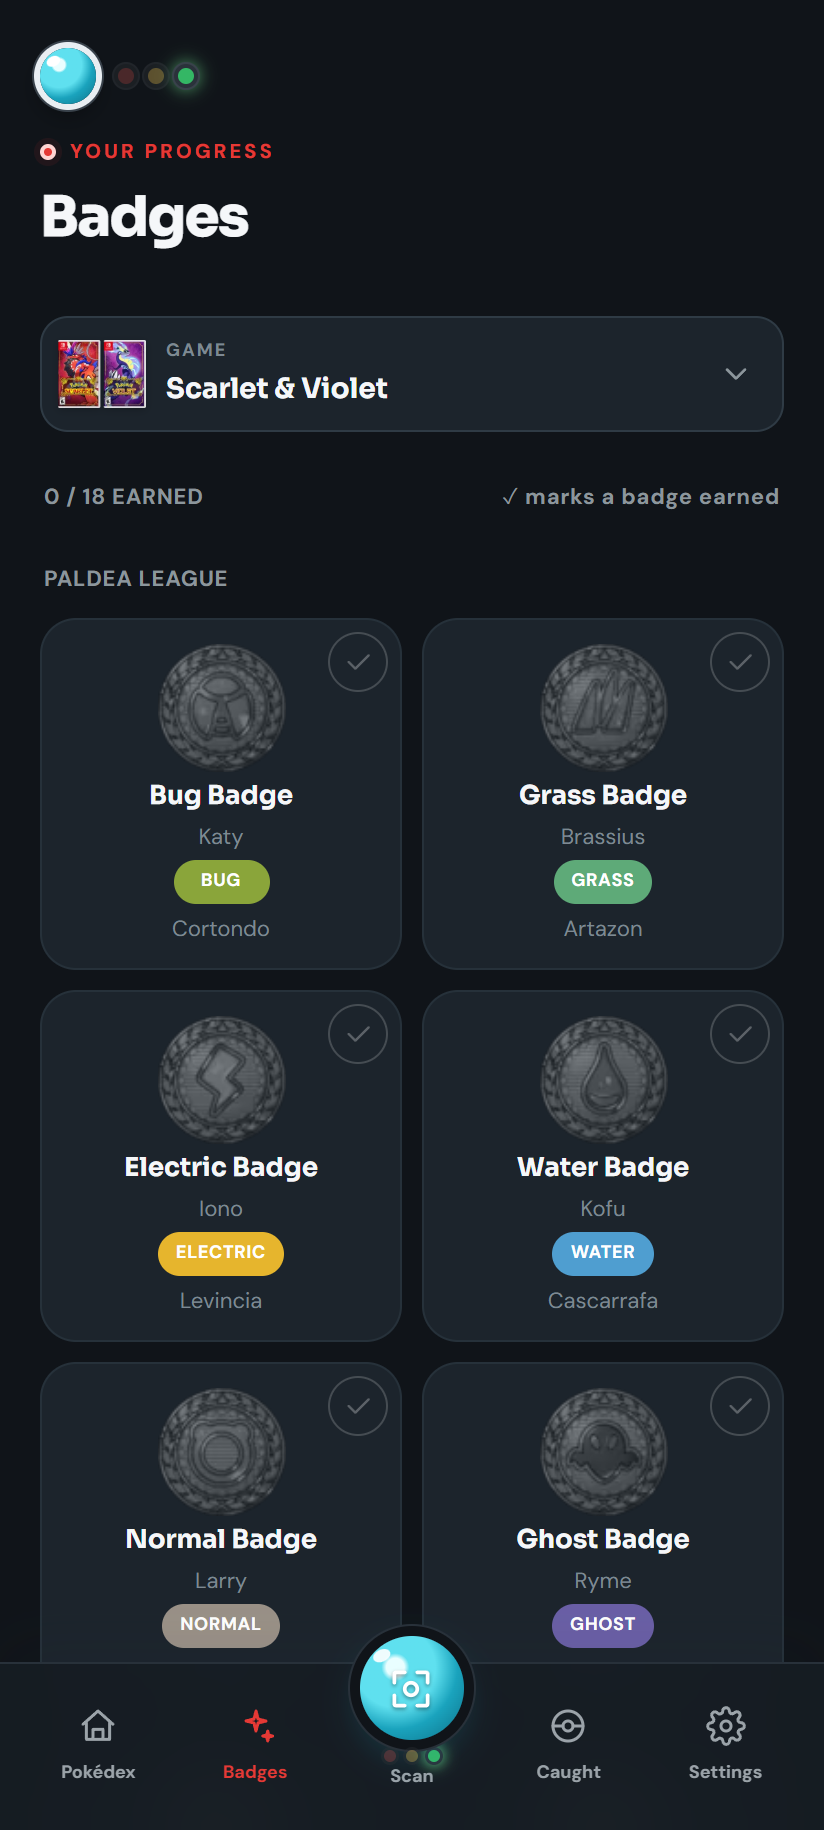 YOUR PROGRESS
Badges
GAME
Scarlet & Violet
0 / 18 EARNED
✓ marks a badge earned
PALDEA LEAGUE
Bug Badge
Katy
BUG
Cortondo
Grass Badge
Brassius
GRASS
Artazon
Electric Badge
Iono
ELECTRIC
Levincia
Water Badge
Kofu
WATER
Cascarrafa
Normal Badge
Larry
NORMAL
Ghost Badge
Ryme
GHOST
Pokédex
Badges
Scan
Caught
Settings